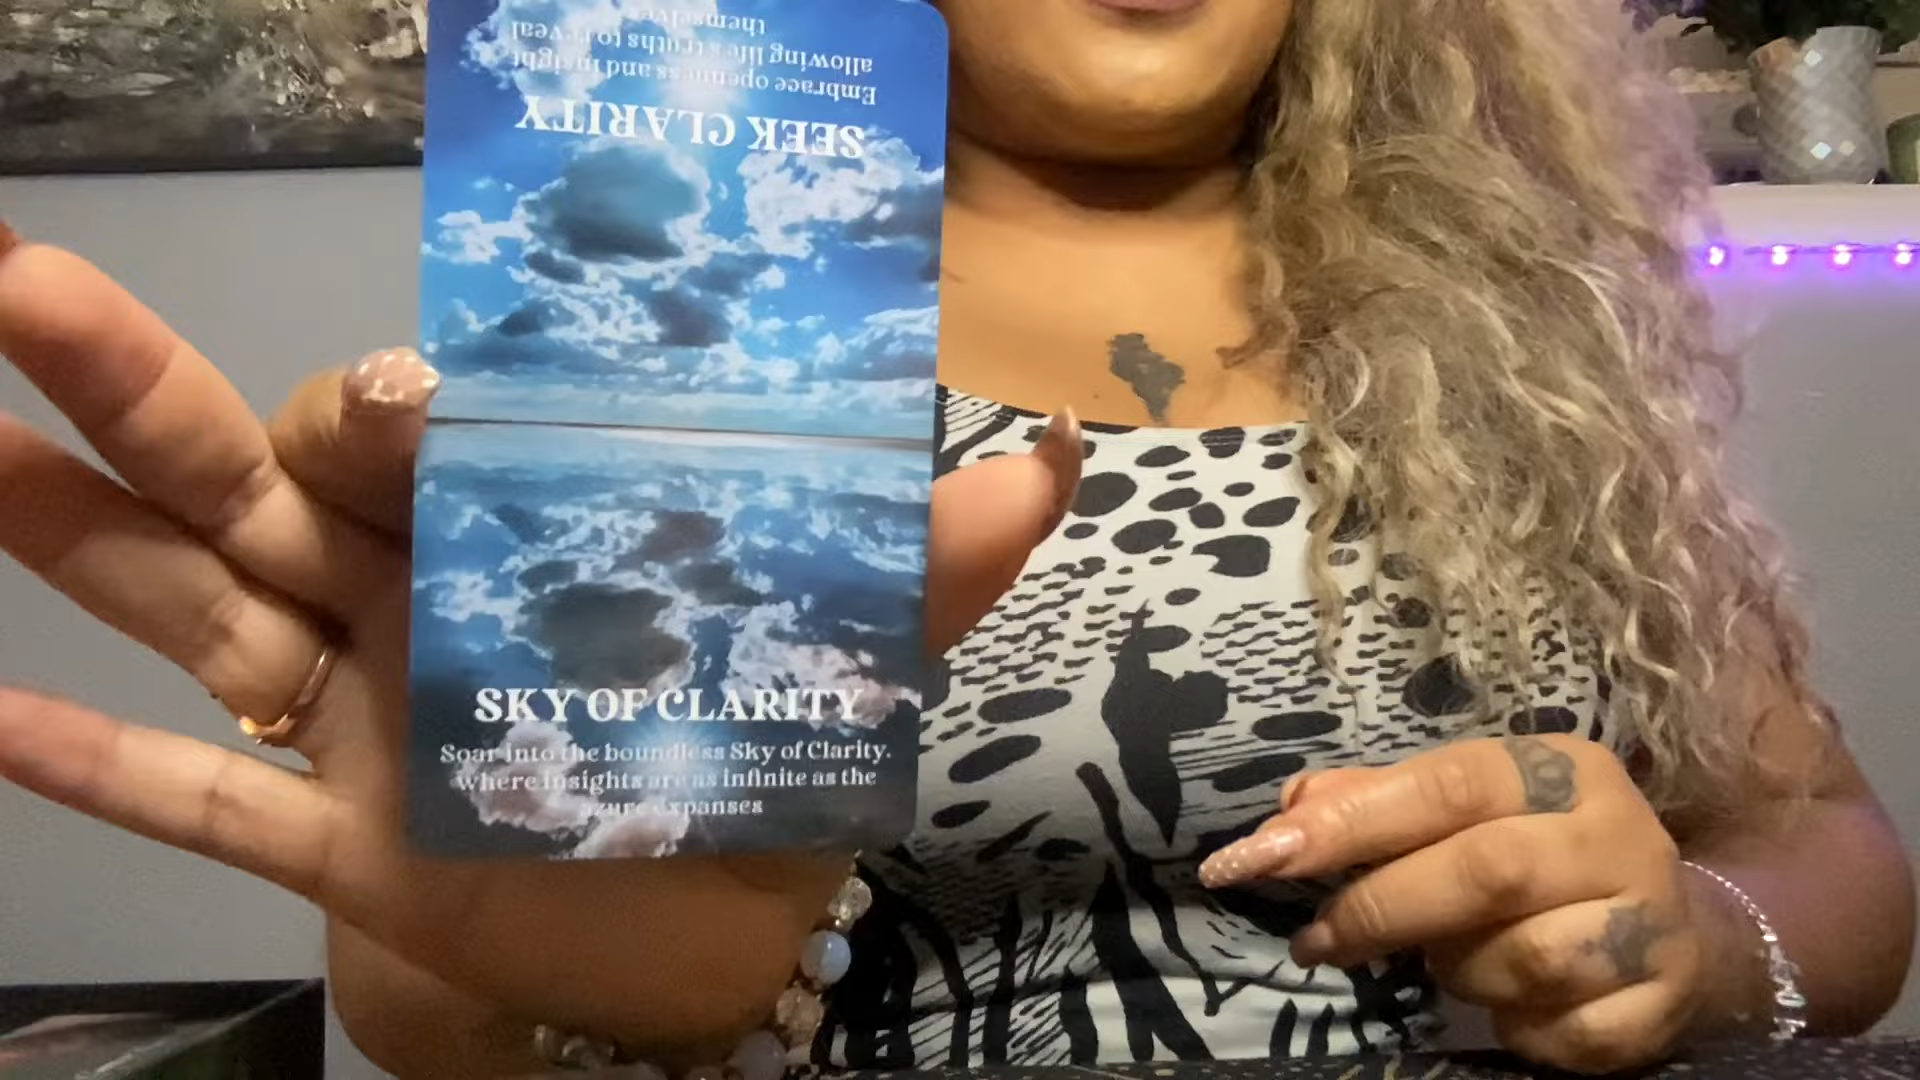 SEEK CLARITY
Embrace openness and insight
allowing life's truths to reveal
themselves
SKY OF CLARITY
Soar into the boundless Sky of Clarity.
where insights are as infinite as the
azure expanses